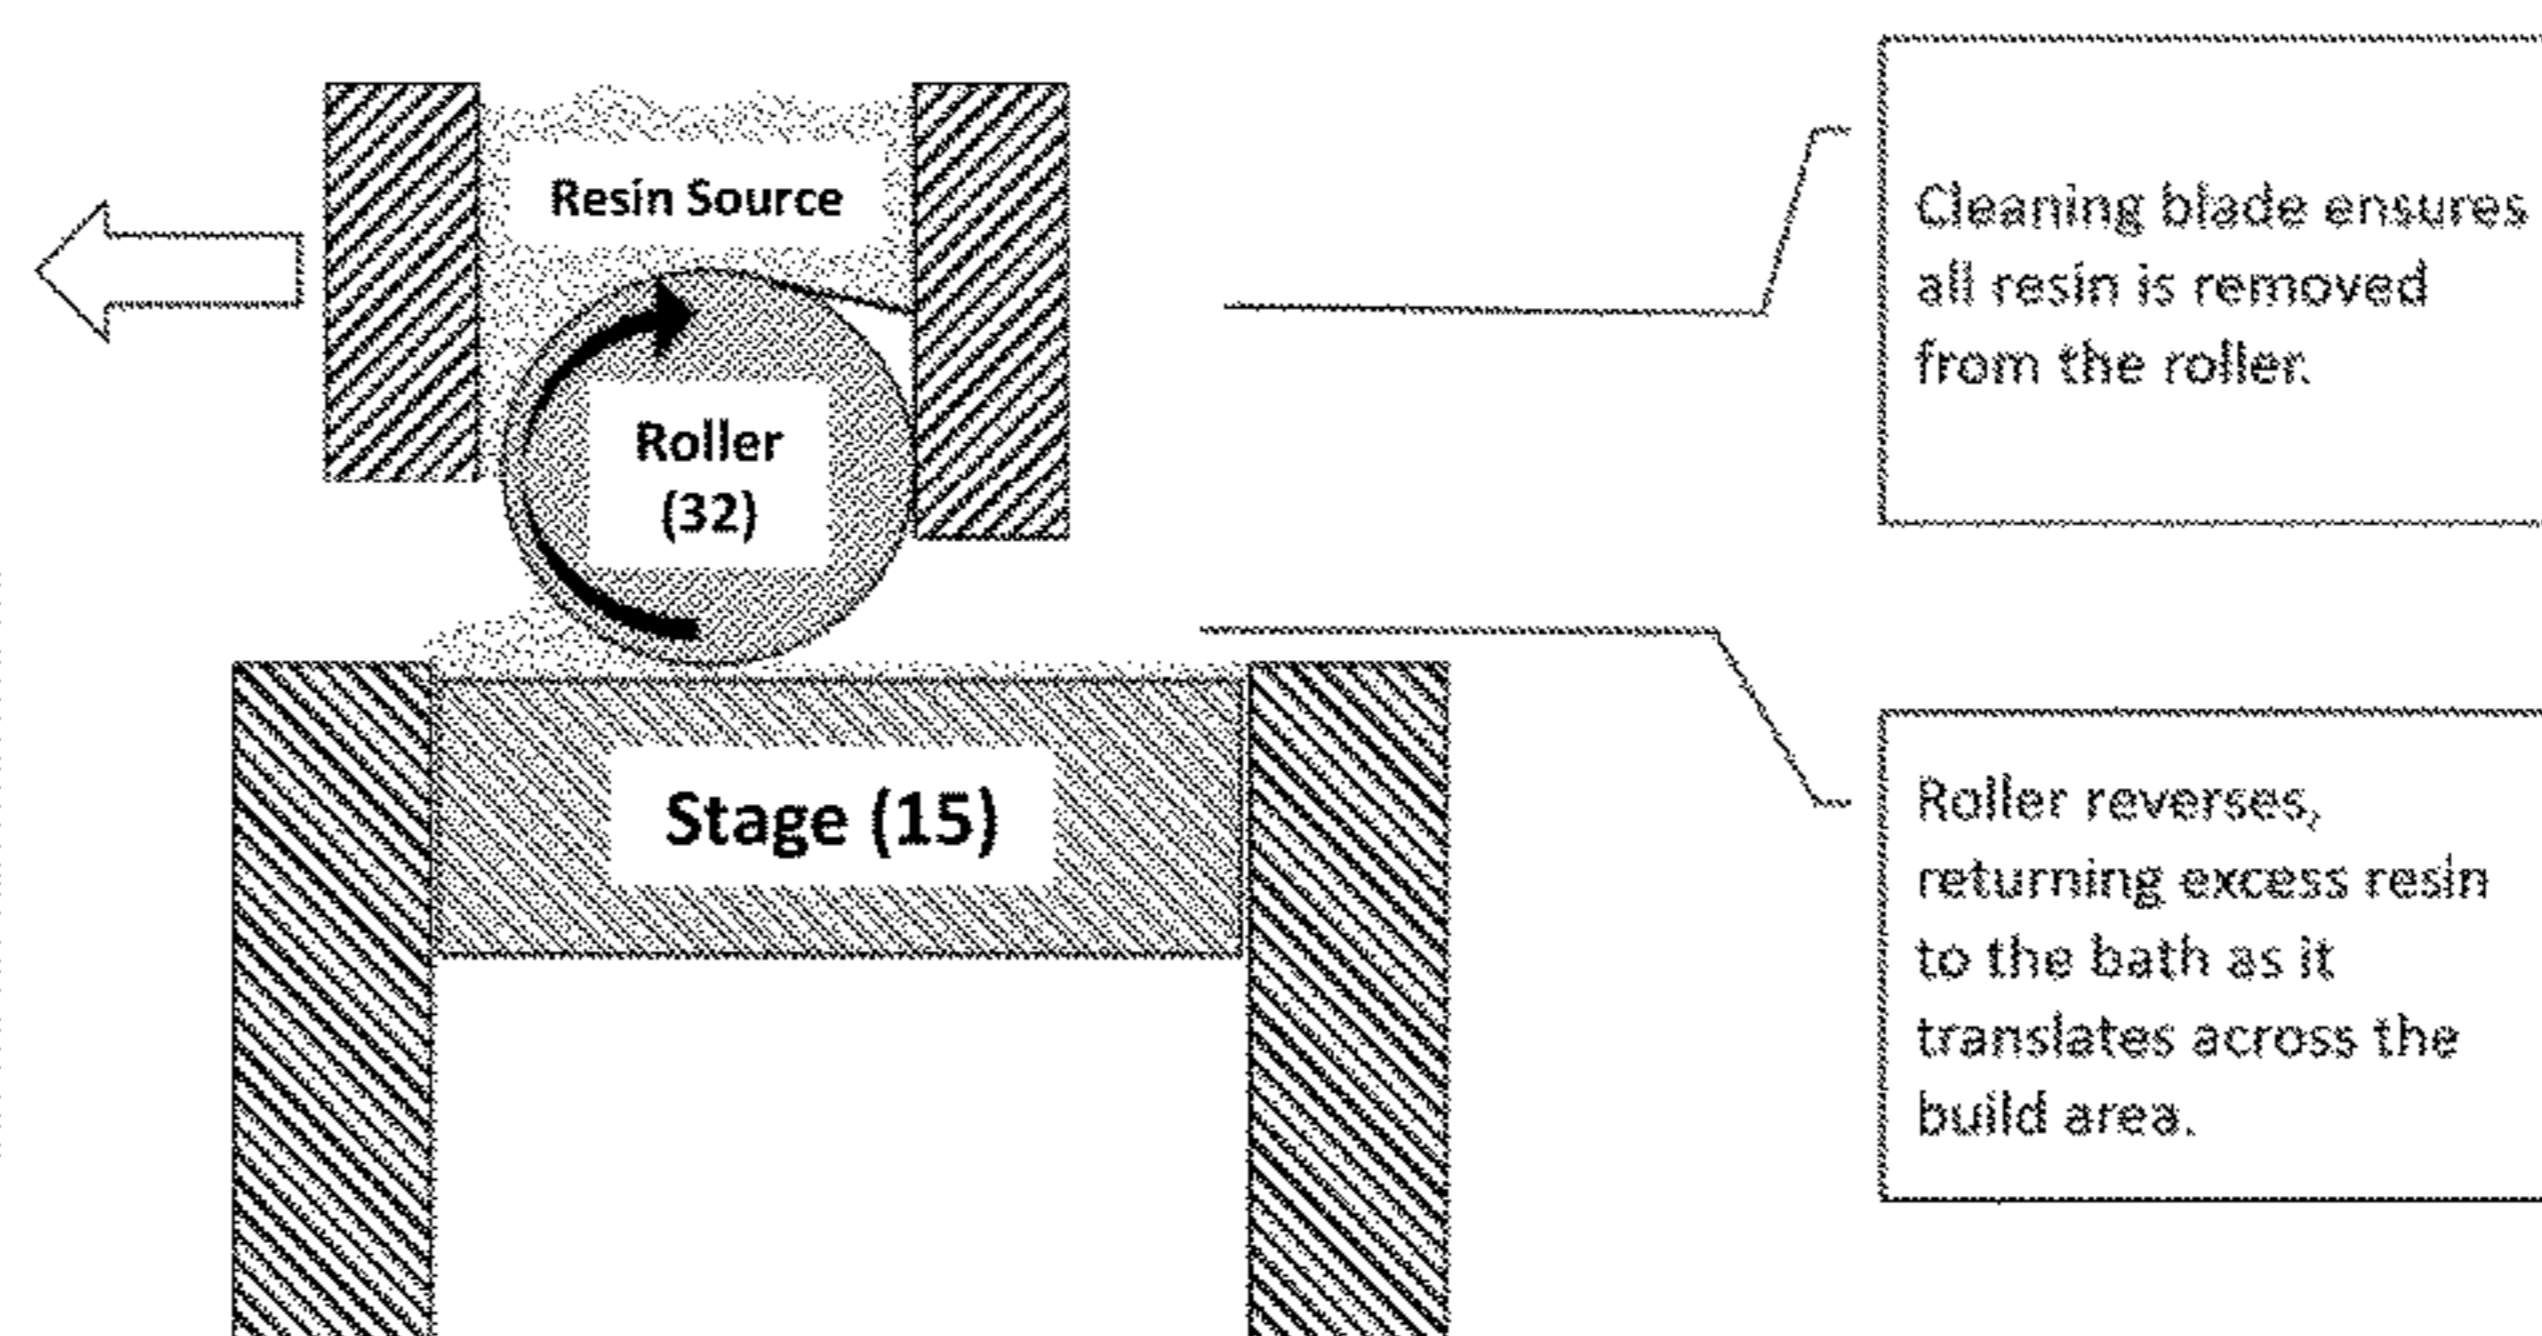 Resin Source
Roller
(32)
Stage (15)
Cleaning blade ensures
all resin is removed
from the roller.
Roller reverses,
returning excess resin
to the bath as it
translates across the
build area.